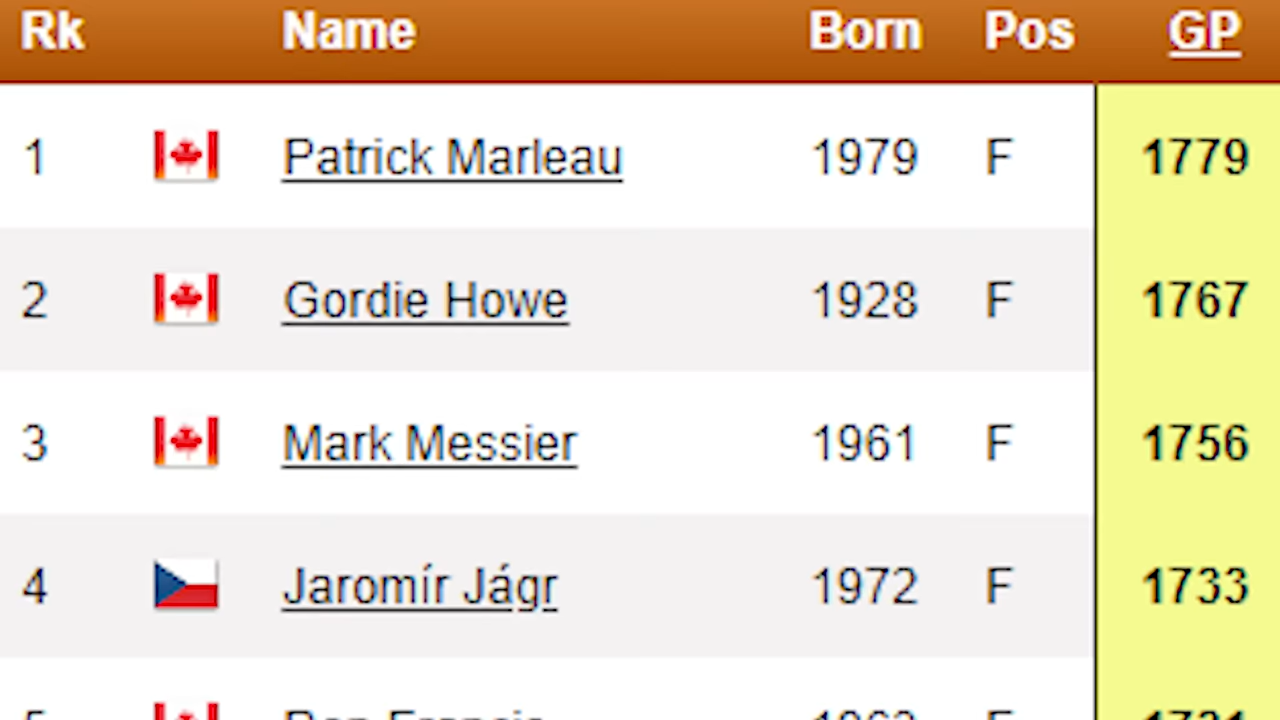 Rk Name Born Pos GP
1 Patrick Marleau 1979 F 1779
2 Gordie Howe 1928 F 1767
3 Mark Messier 1961 F 1756
4 Jaromír Jágr 1972 F 1733